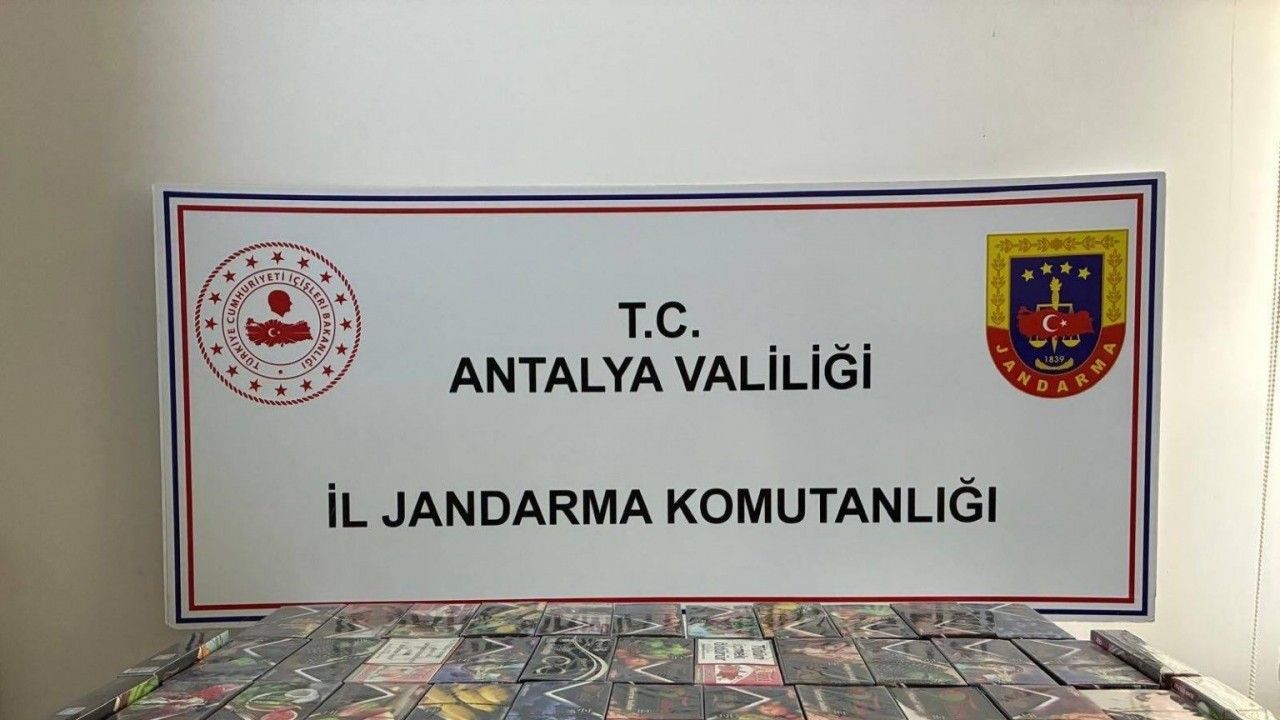 TÜRKİYE CUMHURİYETİ İÇİŞLERİ BAKANLIĞI
T.C.
ANTALYA VALİLİĞİ
İL JANDARMA KOMUTANLIĞI
1839
JANDARMA